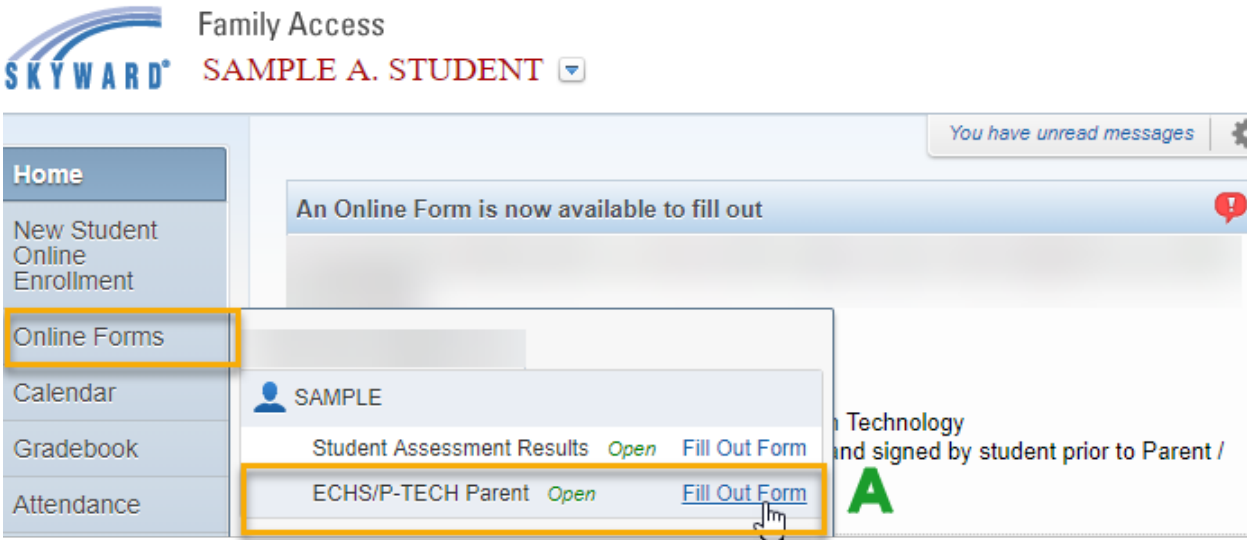 Family Access
SKYWARD®
SAMPLE A. STUDENT
You have unread messages
Home
New Student
Online
Enrollment
Online Forms
Calendar
Gradebook
Attendance
An Online Form is now available to fill out
SAMPLE
Student Assessment Results Open Fill Out Form
ECHS/P-TECH Parent Open Fill Out Form
Technology
and signed by student prior to Parent /
A